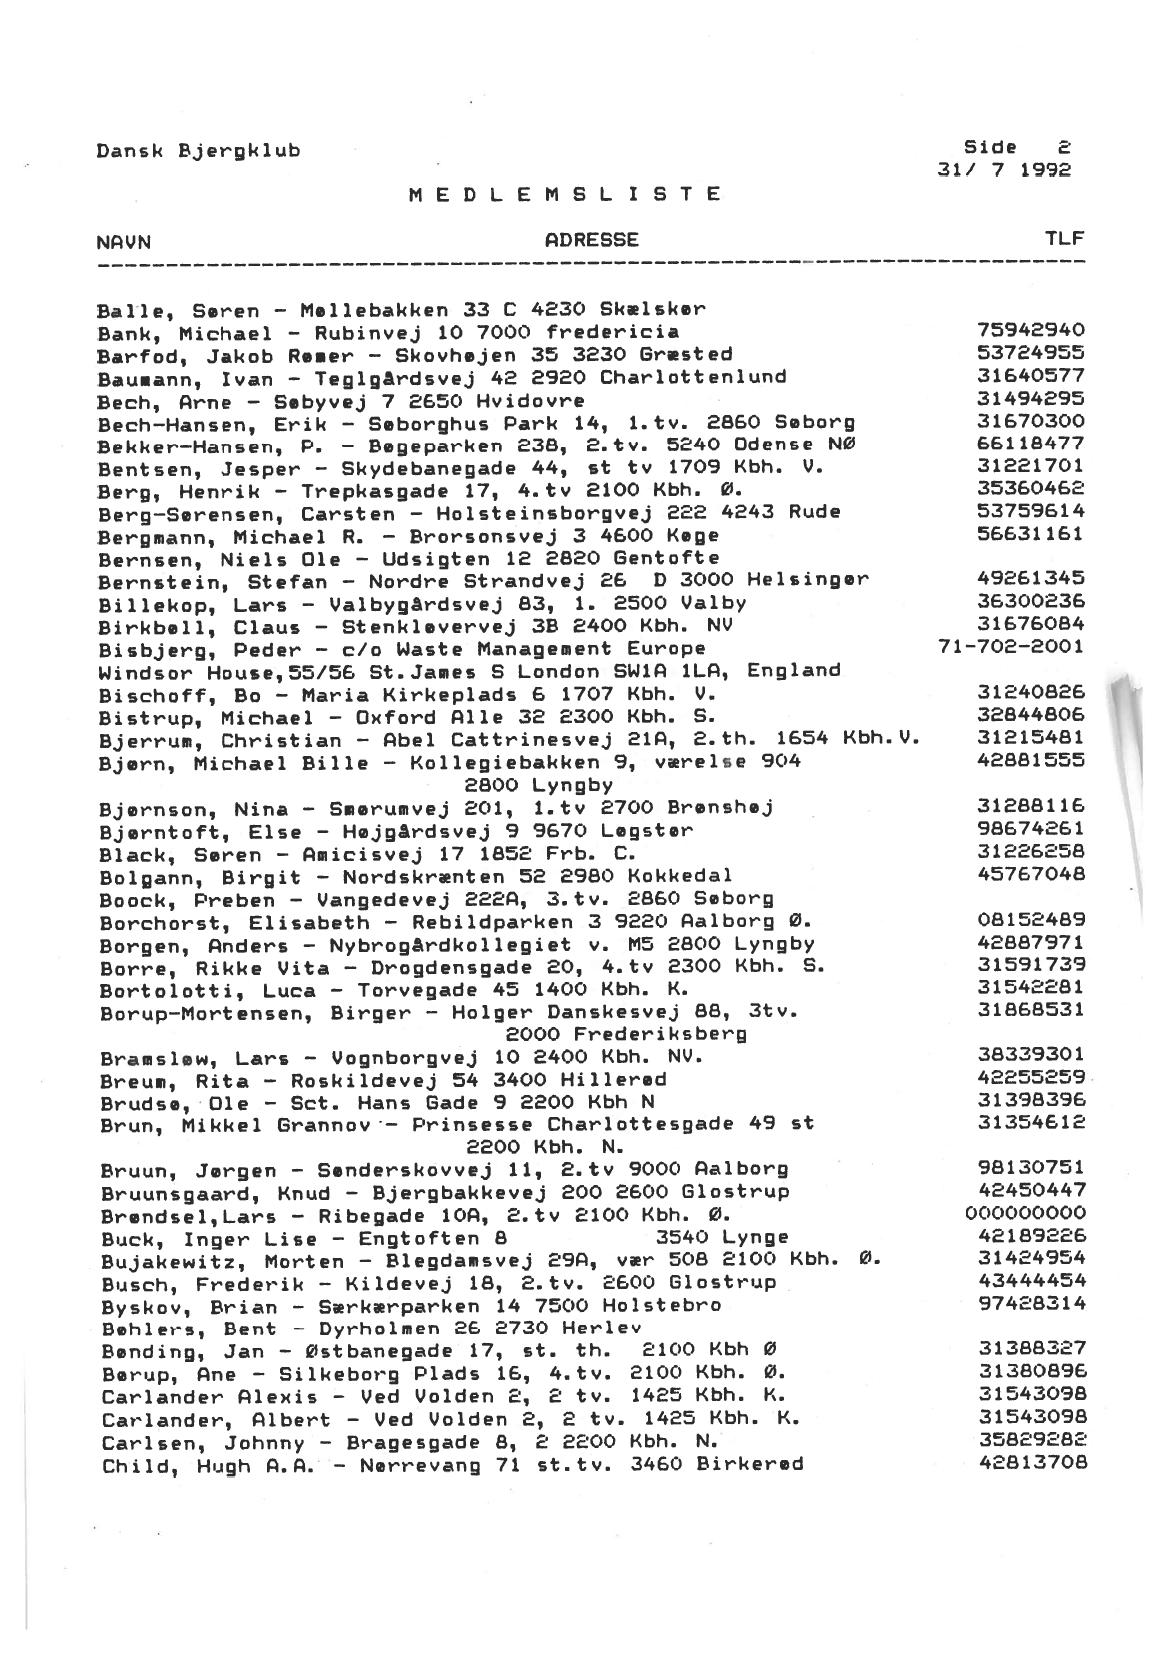 Dansk Bjergklub Side 2
31/ 7 1992
M E D L E M S L I S T E
NAVN ADRESSE TLF
Balle, Søren - Møllebakken 33 C 4230 Skælskør
Bank, Michael - Rubinvej 10 7000 fredericia 75942940
Barfod, Jakob Rømer - Skovhøjen 35 3230 Græsted 53724955
Baumann, Ivan - Teglgårdsvej 42 2920 Charlottenlund 31640577
Bech, Arne - Søbyvej 7 2650 Hvidovre 31494295
Bech-Hansen, Erik - Søborghus Park 14, 1.tv. 2860 Søborg 31670300
Bekker-Hansen, P. - Bøgeparken 238, 2.tv. 5240 Odense NØ 66118477
Bentsen, Jesper - Skydebanegade 44, st tv 1709 Kbh. V. 31221701
Berg, Henrik - Trepkasgade 17, 4.tv 2100 Kbh. Ø. 35360462
Berg-Sørensen, Carsten - Holsteinsborgvej 222 4243 Rude 53759614
Bergmann, Michael R. - Brorsonsvej 3 4600 Køge 56631161
Bernsen, Niels Ole - Udsigten 12 2820 Gentofte
Bernstein, Stefan - Nordre Strandvej 26 D 3000 Helsingør 49261345
Billekop, Lars - Valbygårdsvej 83, 1. 2500 Valby 36300236
Birkbøll, Claus - Stenkløvervej 3B 2400 Kbh. NV 31676084
Bisbjerg, Peder - c/o Waste Management Europe 71-702-2001
Windsor House,55/56 St.James S London SW1A 1LA, England
Bischoff, Bo - Maria Kirkeplads 6 1707 Kbh. V. 31240826
Bistrup, Michael - Oxford Alle 32 2300 Kbh. S. 32844806
Bjerrum, Christian - Abel Cattrinesvej 21A, 2.th. 1654 Kbh.V. 31215481
Bjørn, Michael Bille - Kollegiebakken 9, værelse 904 42881555
2800 Lyngby
Bjørnson, Nina - Smørumvej 201, 1.tv 2700 Brønshøj 31288116
Bjørntoft, Else - Højgårdsvej 9 9670 Løgstør 98674261
Black, Søren - Amicisvej 17 1852 Frb. C. 31226258
Bolgann, Birgit - Nordskrænten 52 2980 Kokkedal 45767048
Boock, Preben - Vangedevej 222A, 3.tv. 2860 Søborg
Borchorst, Elisabeth - Rebildparken 3 9220 Aalborg Ø. 08152489
Borgen, Anders - Nybrogårdkollegiet v. M5 2800 Lyngby 42887971
Borre, Rikke Vita - Drogdensgade 20, 4.tv 2300 Kbh. S. 31591739
Bortolotti, Luca - Torvegade 45 1400 Kbh. K. 31542281
Borup-Mortensen, Birger - Holger Danskesvej 88, 3tv. 31868531
2000 Frederiksberg
Bramsløw, Lars - Vognborgvej 10 2400 Kbh. NV. 38339301
Breum, Rita - Roskildevej 54 3400 Hillerød 42255259
Brudsø, Ole - Sct. Hans Gade 9 2200 Kbh N 31398396
Brun, Mikkel Grannov - Prinsesse Charlottesgade 49 st 31354612
2200 Kbh. N.
Bruun, Jørgen - Sønderskovvej 11, 2.tv 9000 Aalborg 98130751
Bruunsgaard, Knud - Bjergbakkevej 200 2600 Glostrup 42450447
Brøndsel,Lars - Ribegade 10A, 2.tv 2100 Kbh. Ø. 000000000
Buck, Inger Lise - Engtoften 8 3540 Lynge 42189226
Bujakewitz, Morten - Blegdamsvej 29A, vær 508 2100 Kbh. Ø. 31424954
Busch, Frederik - Kildevej 18, 2.tv. 2600 Glostrup 43444454
Byskov, Brian - Særkærparken 14 7500 Holstebro 97428314
Bøhlers, Bent - Dyrholmen 26 2730 Herlev
Bønding, Jan - Østbanegade 17, st. th. 2100 Kbh Ø 31388327
Børup, Ane - Silkeborg Plads 16, 4.tv. 2100 Kbh. Ø. 31380896
Carlander Alexis - Ved Volden 2, 2 tv. 1425 Kbh. K. 31543098
Carlander, Albert - Ved Volden 2, 2 tv. 1425 Kbh. K. 31543098
Carlsen, Johnny - Bragesgade 8, 2 2200 Kbh. N. 35829282
Child, Hugh A.A. - Nørrevang 71 st.tv. 3460 Birkerød 42813708